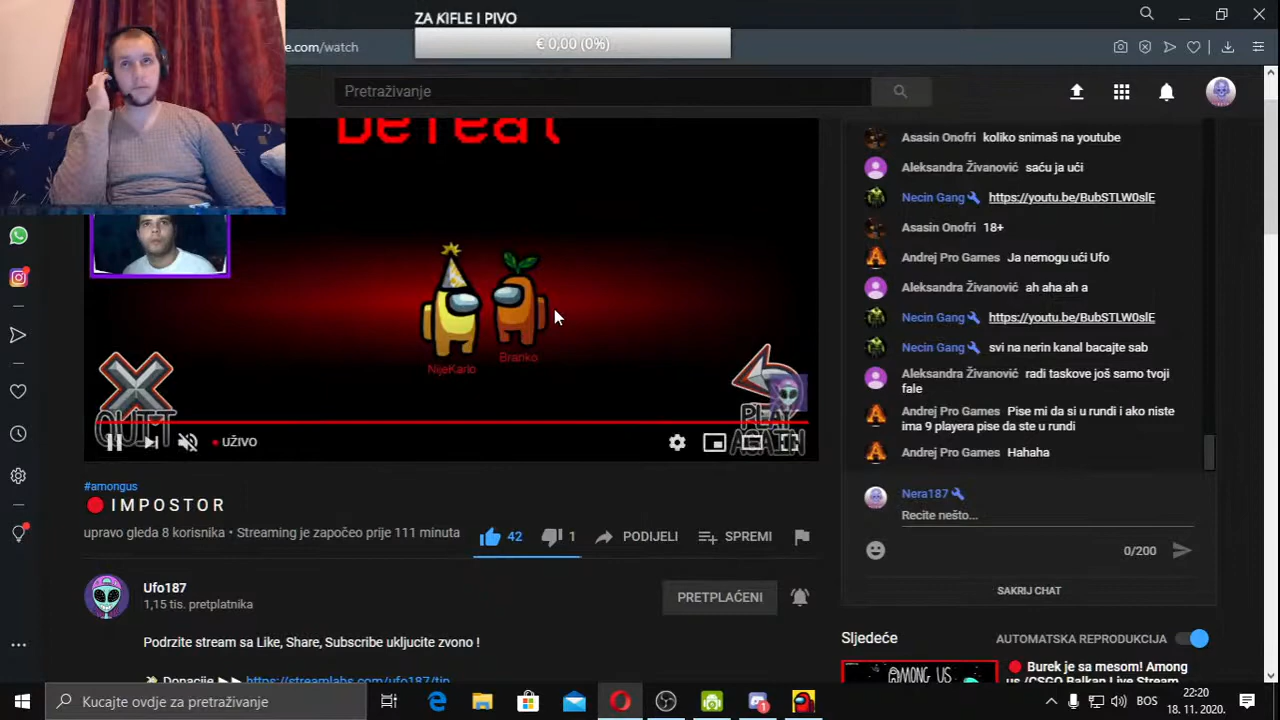 ZA KIFLE I PIVO
€ 0,00 (0%)
e.com/watch
Pretraživanje
Defeat
NijeKarlo
Branko
QUIT
PLAY
AGAIN
UŽIVO
#amongus
IMPOSTOR
upravo gleda 8 korisnika • Streaming je započeo prije 111 minuta
42
1
PODIJELI
SPREMI
Ufo187
1,15 tis. pretplatnika
PRETPLAĆENI
Podrzite stream sa Like, Share, Subscribe ukljucite zvono !
Donacije ►► https://streamlabs.com/ufo187/tip
Asasin Onofri koliko snimaš na youtube
Aleksandra Živanović saću ja ući
Necin Gang https://youtu.be/BubSTLW0slE
Asasin Onofri 18+
Andrej Pro Games Ja nemogu ući Ufo
Aleksandra Živanović ah aha ah a
Necin Gang https://youtu.be/BubSTLW0slE
Necin Gang svi na nerin kanal bacajte sab
Aleksandra Živanović radi taskove još samo tvoji
fale
Andrej Pro Games Pise mi da si u rundi i ako niste
ima 9 playera pisa da ste u rundi
Andrej Pro Games Hahaha
Nera187
Recite nešto...
0/200
SAKRIJ CHAT
Sljedeće
AUTOMATSKA REPRODUKCIJA
AMONG US
Burek je sa mesom! Among
us /CSGO Balkan Live Stream
Kucajte ovdje za pretraživanje
1
BOS
22:20
18. 11. 2020.